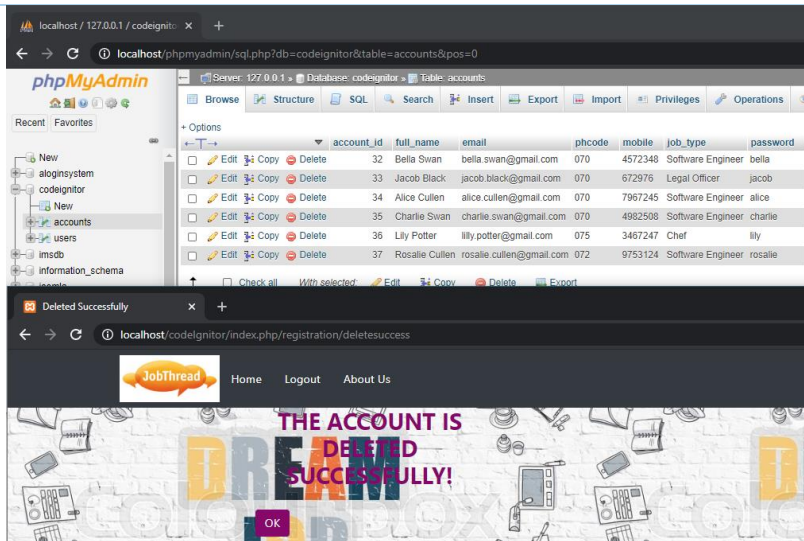 localhost / 127.0.0.1 / codeignito × +
localhost/phpmyadmin/sql.php?db=codeignitor&table=accounts&pos=0
phpMyAdmin
Recent Favorites
New
aloginsystem
codeignitor
New
accounts
users
imsdb
information_schema
Server: 127.0.0.1 » Database: codeignitor » Table: accounts
Browse Structure SQL Search Insert Export Import Privileges Operations
+ Options
←T→ account_id full_name email phcode mobile job_type password
Edit Copy Delete 32 Bella Swan bella.swan@gmail.com 070 4572348 Software Engineer bella
Edit Copy Delete 33 Jacob Black jacob.black@gmail.com 070 672976 Legal Officer jacob
Edit Copy Delete 34 Alice Cullen alice.cullen@gmail.com 070 7967245 Software Engineer alice
Edit Copy Delete 35 Charlie Swan charlie.swan@gmail.com 070 4982508 Software Engineer charlie
Edit Copy Delete 36 Lily Potter lilly.potter@gmail.com 075 3467247 Chef lily
Edit Copy Delete 37 Rosalie Cullen rosalie.cullen@gmail.com 072 9753124 Software Engineer rosalie
Check all With selected: Edit Copy Delete Export
Deleted Successfully × +
localhost/codeIgnitor/index.php/registration/deletesuccess
JobThread Home Logout About Us
THE ACCOUNT IS
DELETED
SUCCESSFULLY!
DREAM
OK